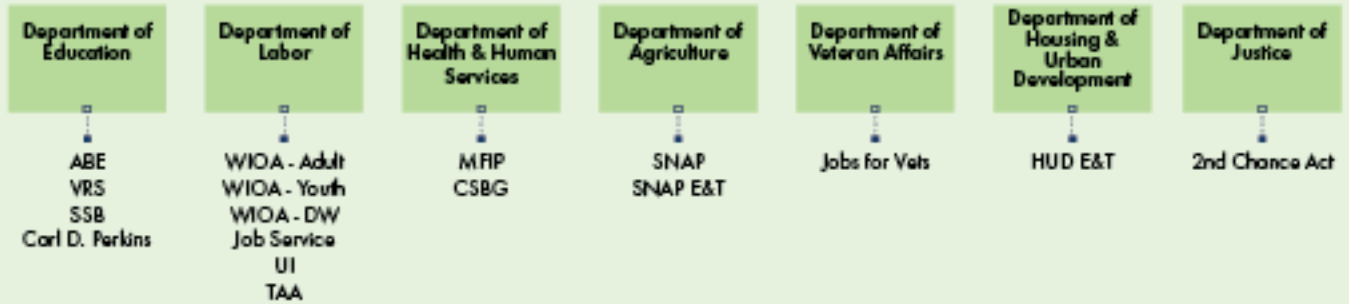 Department of
Education
Department of
Labor
Department of
Health & Human
Services
Department of
Agriculture
Department of
Veteran Affairs
Department of
Housing &
Urban
Development
Department of
Justice
ABE
VRS
SSB
Carl D. Perkins
WIOA - Adult
WIOA - Youth
WIOA - DW
Job Service
UI
TAA
MFIP
CSBG
SNAP
SNAP E&T
Jobs for Vets
HUD E&T
2nd Chance Act